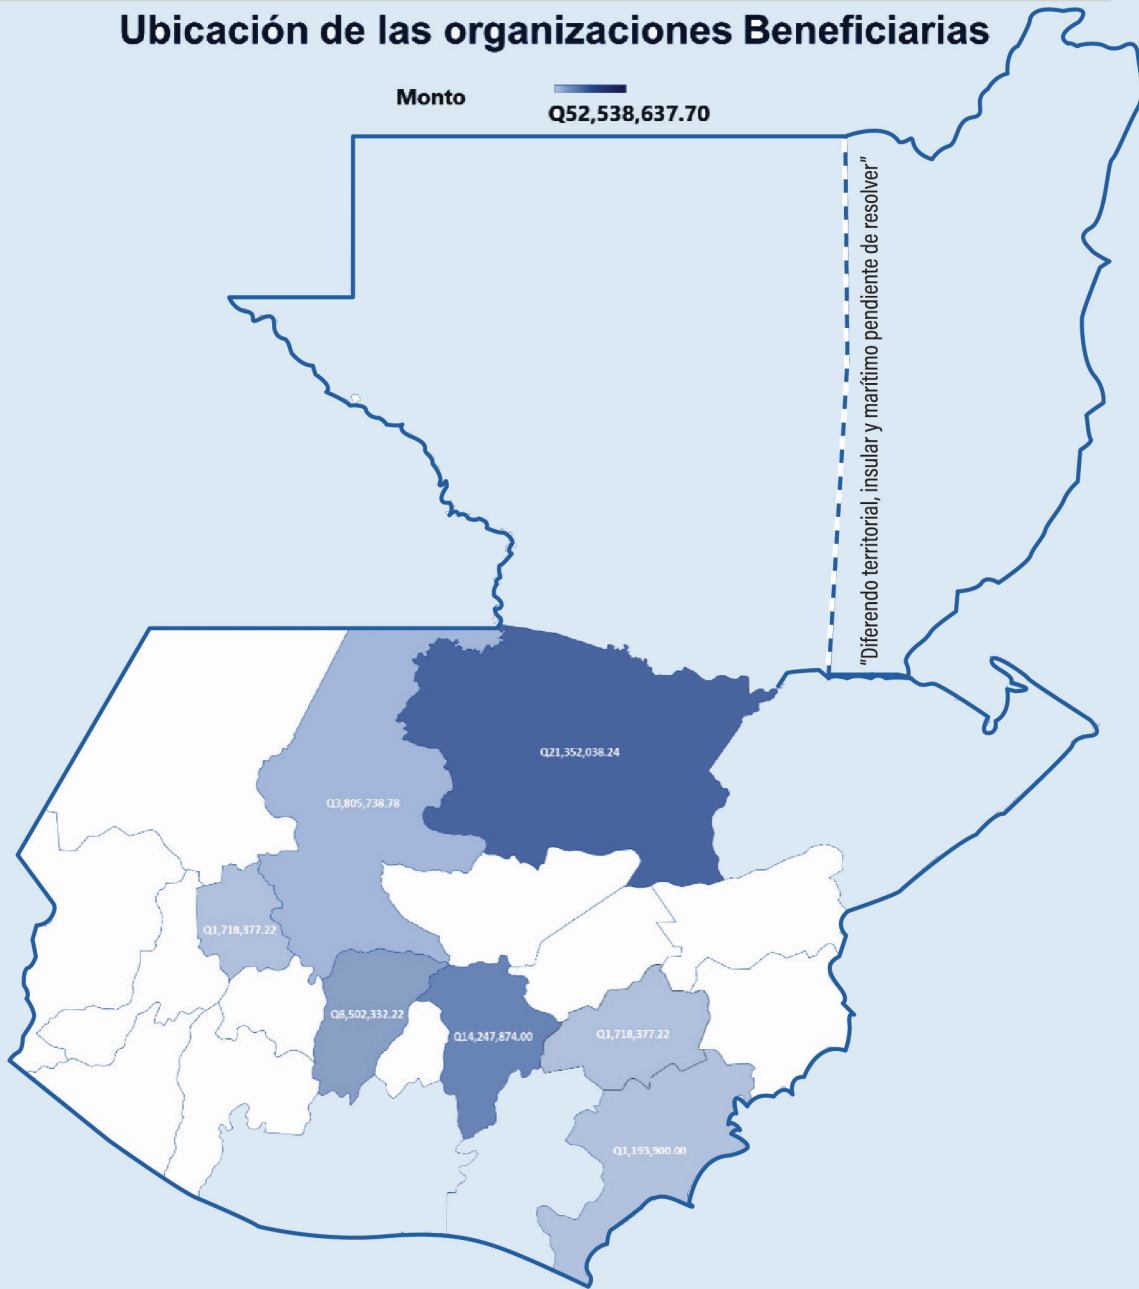 Ubicación de las organizaciones Beneficiarias
Monto
Q52,538,637.70
"Diferendo territorial, insular y marítimo pendiente de resolver"
Q21,352,038.24
Q3,805,738.78
Q1,718,377.22
Q8,502,332.22
Q14,247,874.00
Q1,718,377.22
Q1,193,900.00